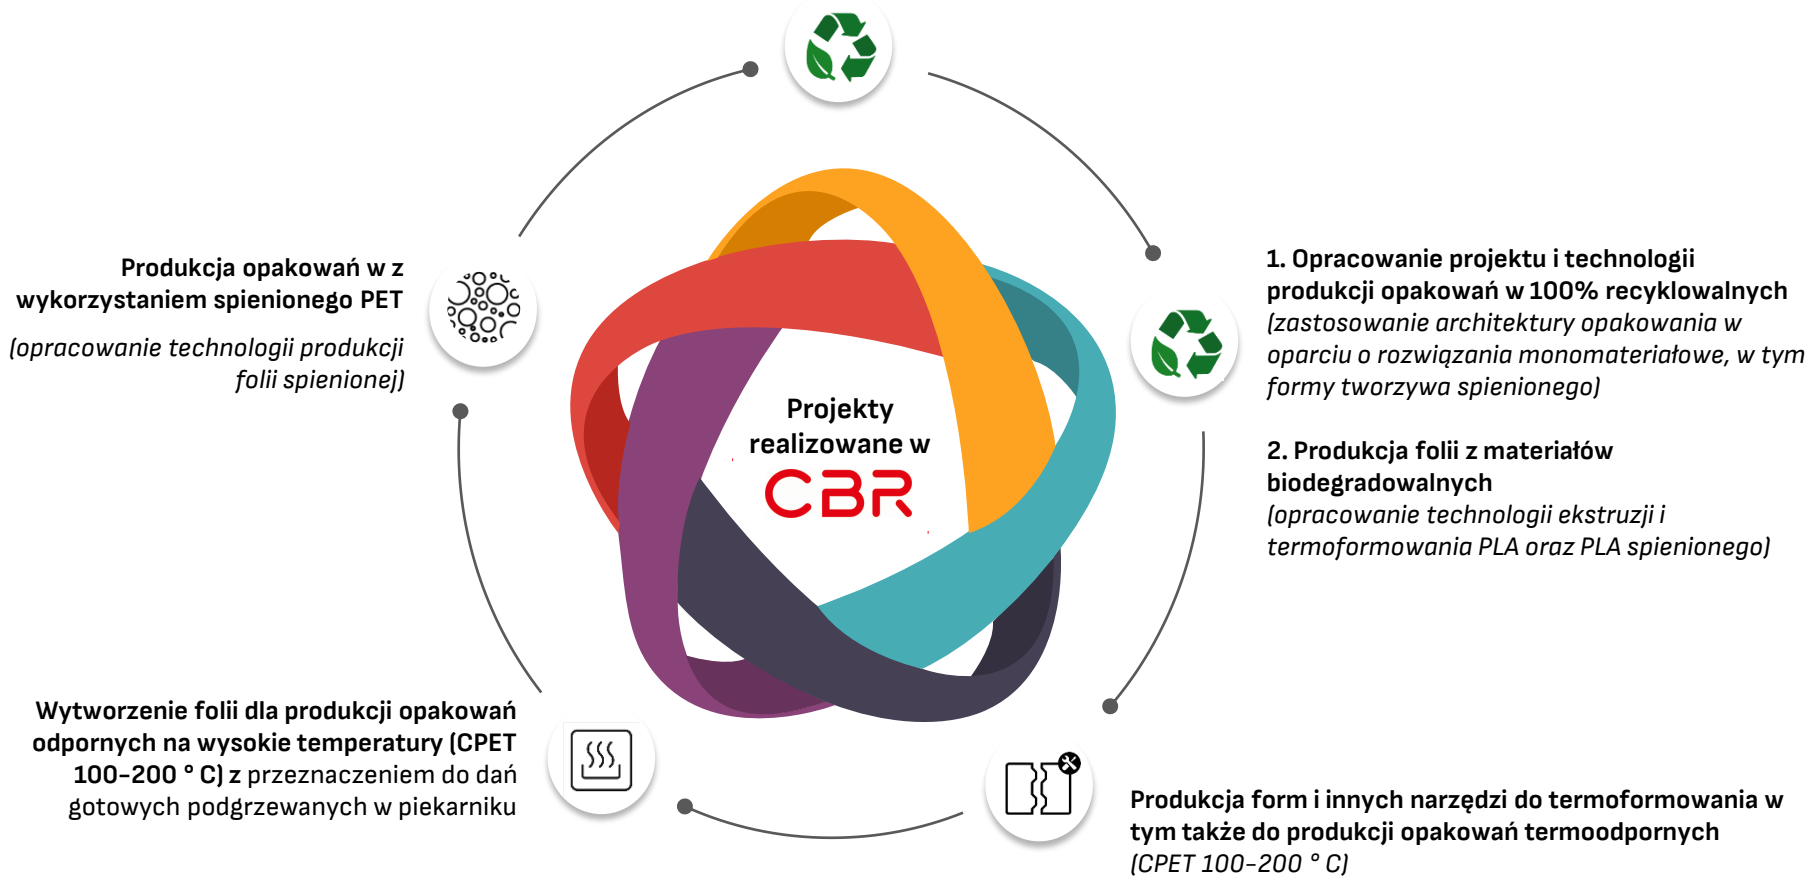 Produkcja opakowań w z
wykorzystaniem spienionego PET
(opracowanie technologii produkcji
folii spienionej)
1. Opracowanie projektu i technologii
produkcji opakowań w 100% recyklowalnych
(zastosowanie architektury opakowania w
oparciu o rozwiązania monomateriałowe, w tym
formy tworzywa spienionego)
2. Produkcja folii z materiałów
biodegradowalnych
(opracowanie technologii ekstruzji i
termoformowania PLA oraz PLA spienionego)
Projekty
realizowane w
CBR
Wytworzenie folii dla produkcji opakowań
odpornych na wysokie temperatury (CPET
100-200 ° C) z przeznaczeniem do dań
gotowych podgrzewanych w piekarniku
Produkcja form i innych narzędzi do termoformowania w
tym także do produkcji opakowań termoodpornych
(CPET 100-200 ° C)